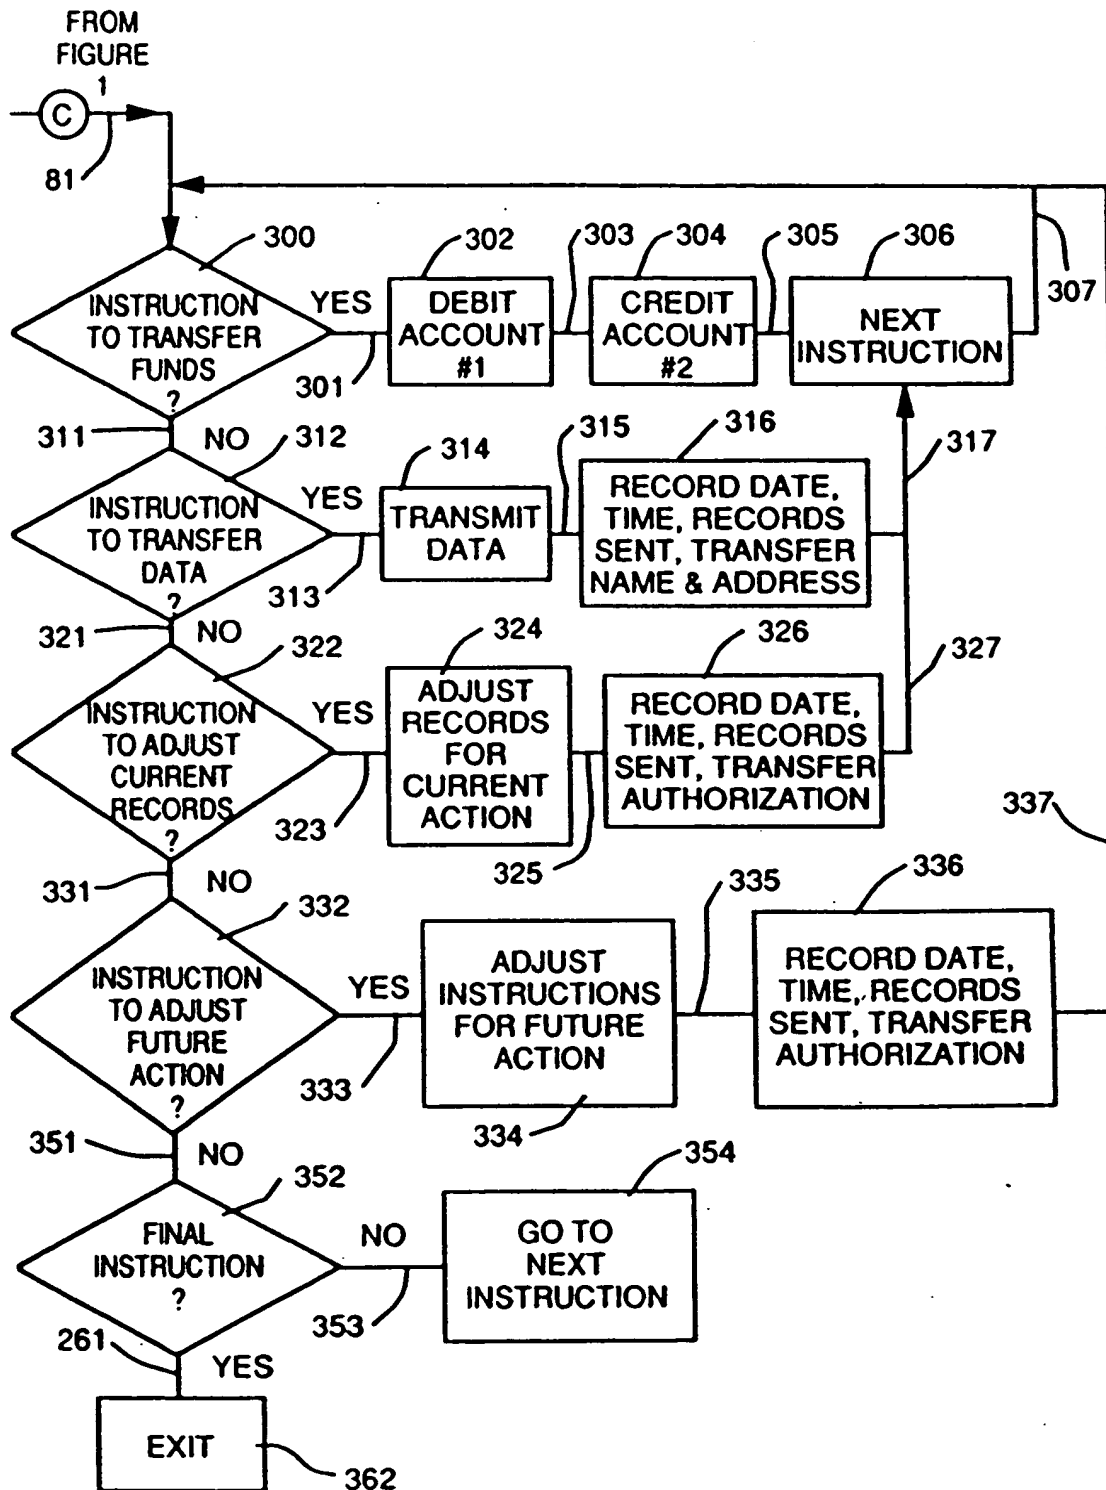 FROM
FIGURE
1
C
81
300
INSTRUCTION
TO TRANSFER
FUNDS
?
YES
301
302
DEBIT
ACCOUNT
#1
303
304
CREDIT
ACCOUNT
#2
305
306
NEXT
INSTRUCTION
307
311
NO
312
INSTRUCTION
TO TRANSFER
DATA
?
YES
313
314
TRANSMIT
DATA
315
316
RECORD DATE,
TIME, RECORDS
SENT, TRANSFER
NAME & ADDRESS
317
321
NO
322
INSTRUCTION
TO ADJUST
CURRENT
RECORDS
?
YES
323
324
ADJUST
RECORDS
FOR
CURRENT
ACTION
325
326
RECORD DATE,
TIME, RECORDS
SENT, TRANSFER
AUTHORIZATION
327
331
NO
332
INSTRUCTION
TO ADJUST
FUTURE
ACTION
?
YES
333
ADJUST
INSTRUCTIONS
FOR FUTURE
ACTION
334
335
336
RECORD DATE,
TIME, RECORDS
SENT, TRANSFER
AUTHORIZATION
337
351
NO
352
FINAL
INSTRUCTION
?
NO
353
354
GO TO
NEXT
INSTRUCTION
261
YES
EXIT
362